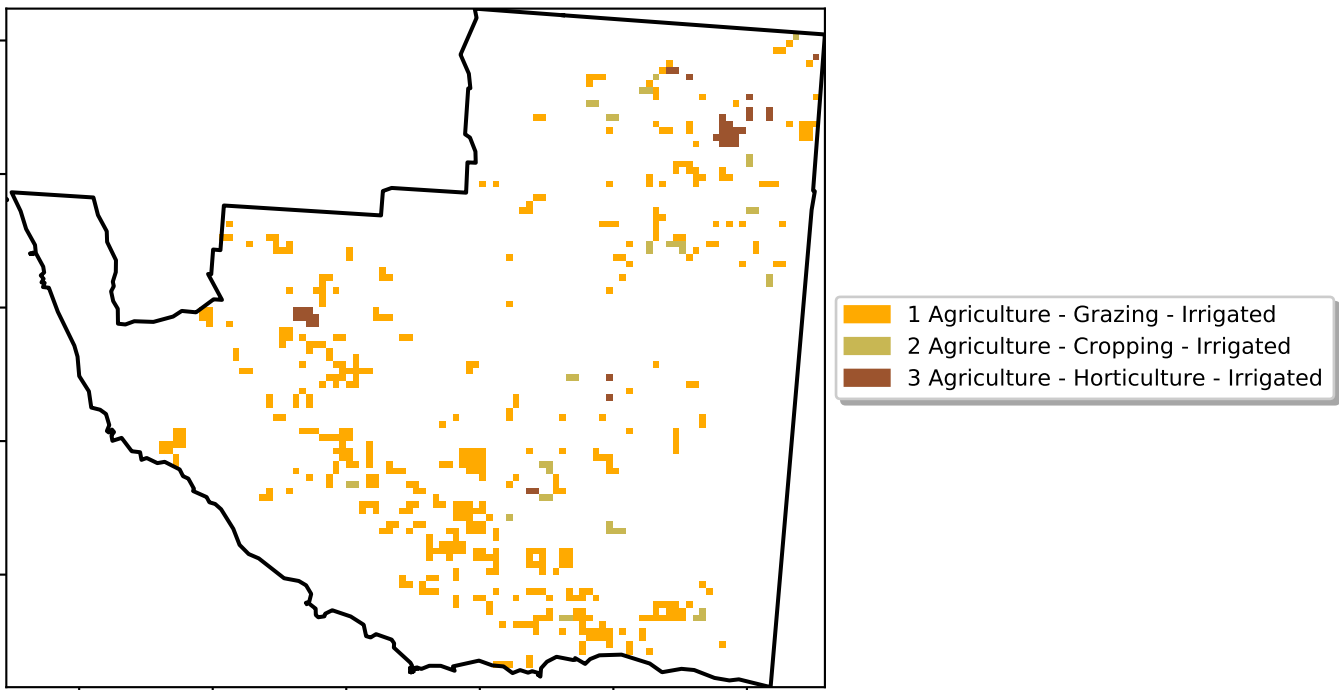 1 Agriculture - Grazing - Irrigated
2 Agriculture - Cropping - Irrigated
3 Agriculture - Horticulture - Irrigated